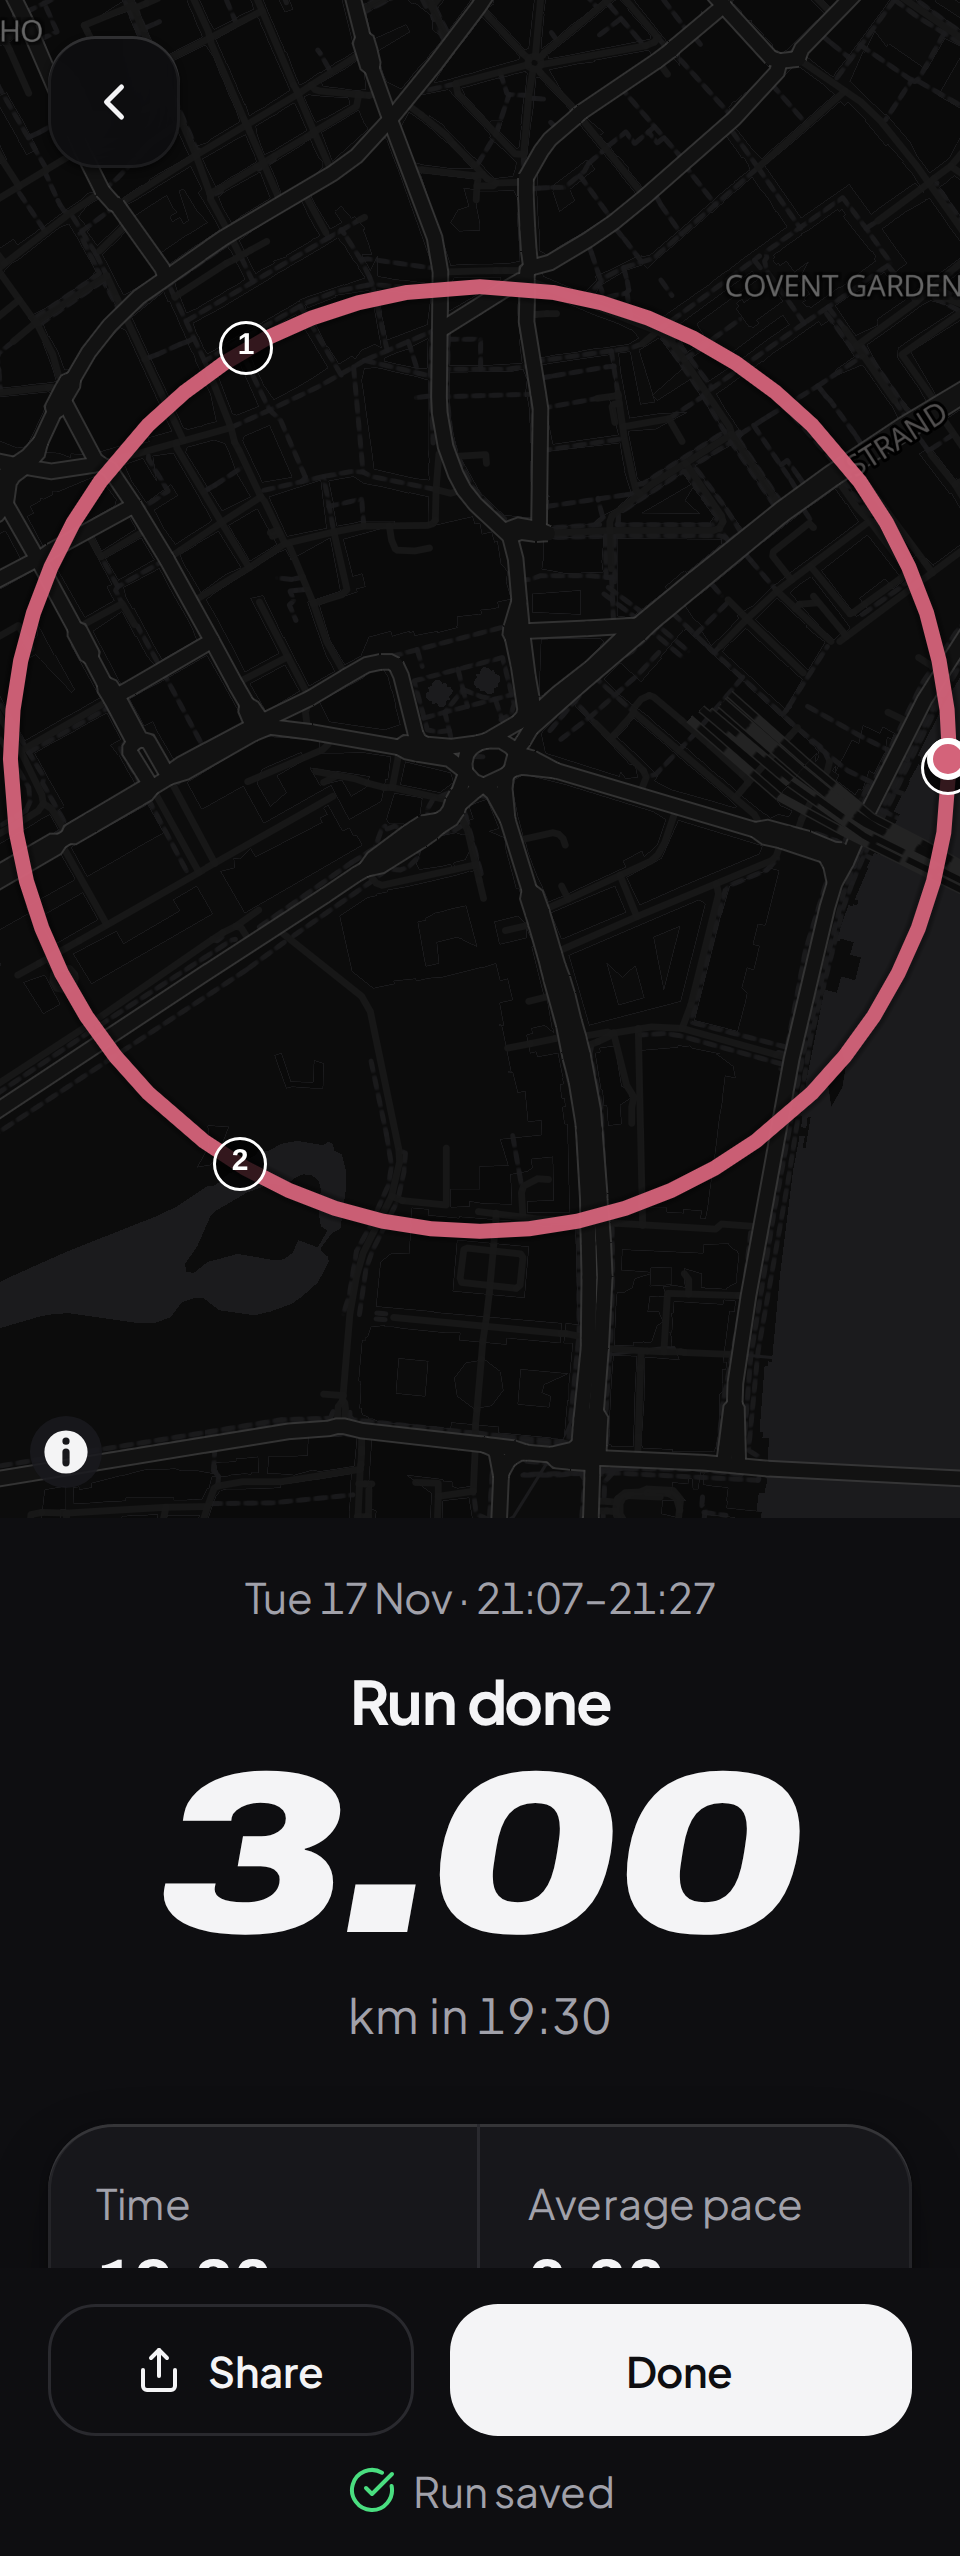 HO
COVENT GARDEN
STRAND
1
2
Tue 17 Nov · 21:07–21:27
Run done
3.00
km in 19:30
Time
Average pace
Share
Done
Run saved